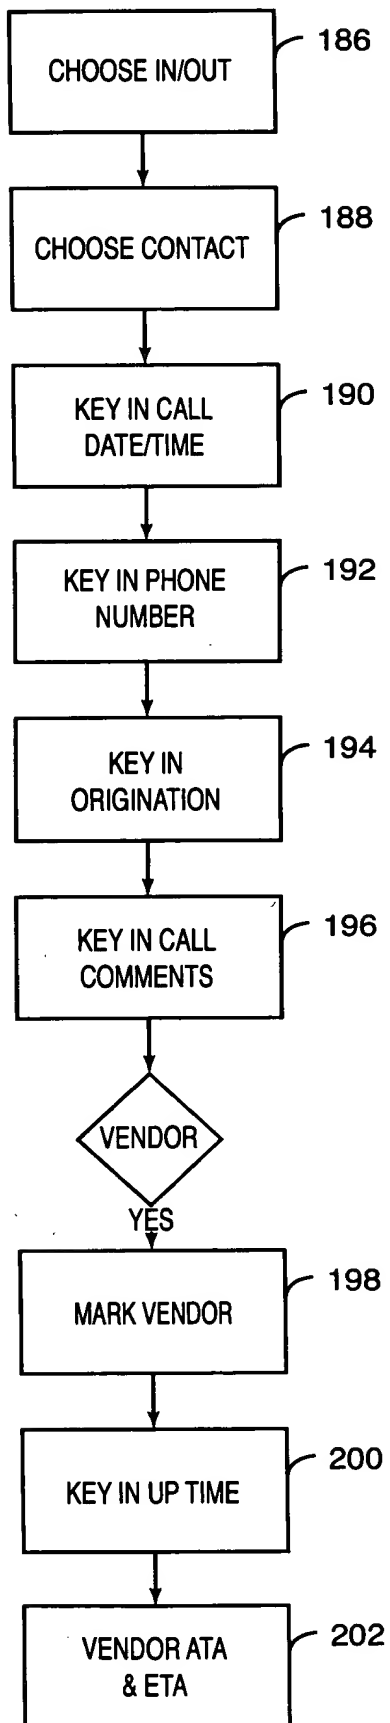 CHOOSE IN/OUT
186
CHOOSE CONTACT
188
KEY IN CALL
DATE/TIME
190
KEY IN PHONE
NUMBER
192
KEY IN
ORIGINATION
194
KEY IN CALL
COMMENTS
196
VENDOR
YES
MARK VENDOR
198
KEY IN UP TIME
200
VENDOR ATA
& ETA
202